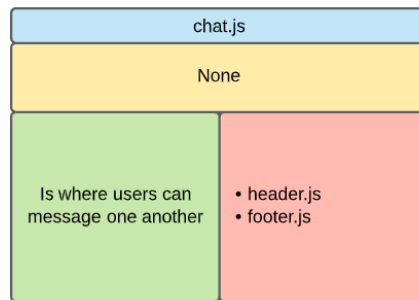 chat.js
None
Is where users can
message one another
• header.js
• footer.js